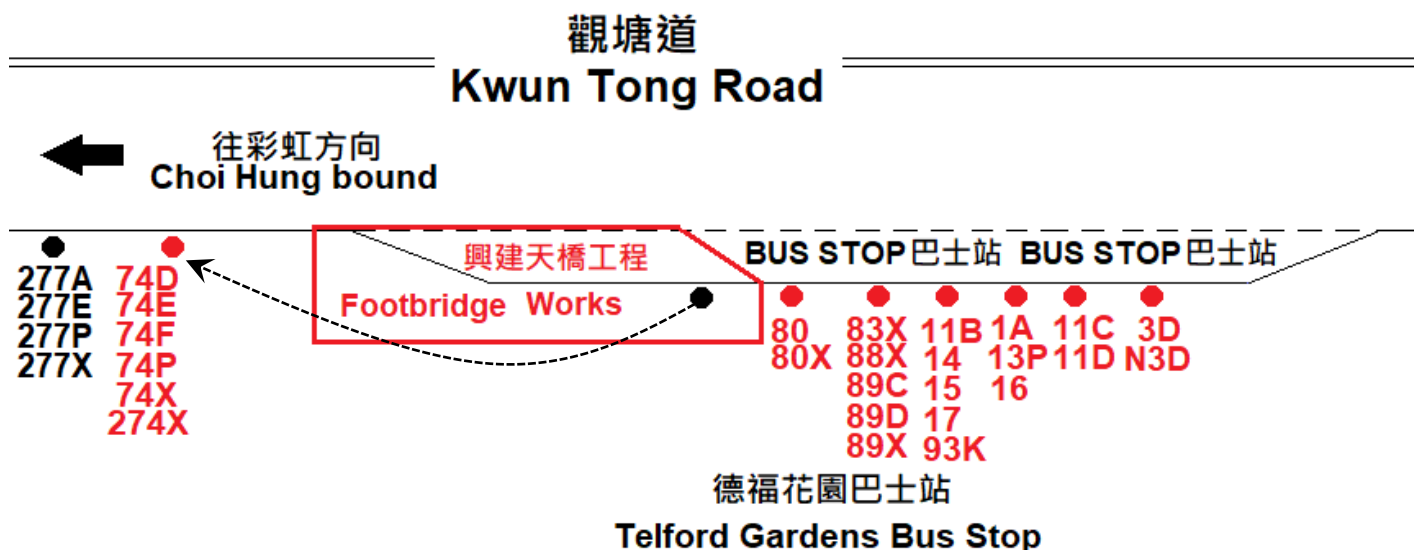 觀塘道
Kwun Tong Road
往彩虹方向
Choi Hung bound
興建天橋工程
BUS STOP巴士站 BUS STOP巴士站
Footbridge Works
277A
277E
277P
277X
74D
74E
74F
74P
74X
274X
80
80X
83X
88X
89C
89D
89X
11B
14
15
17
93K
1A
13P
16
11C
11D
3D
N3D
德福花園巴士站
Telford Gardens Bus Stop